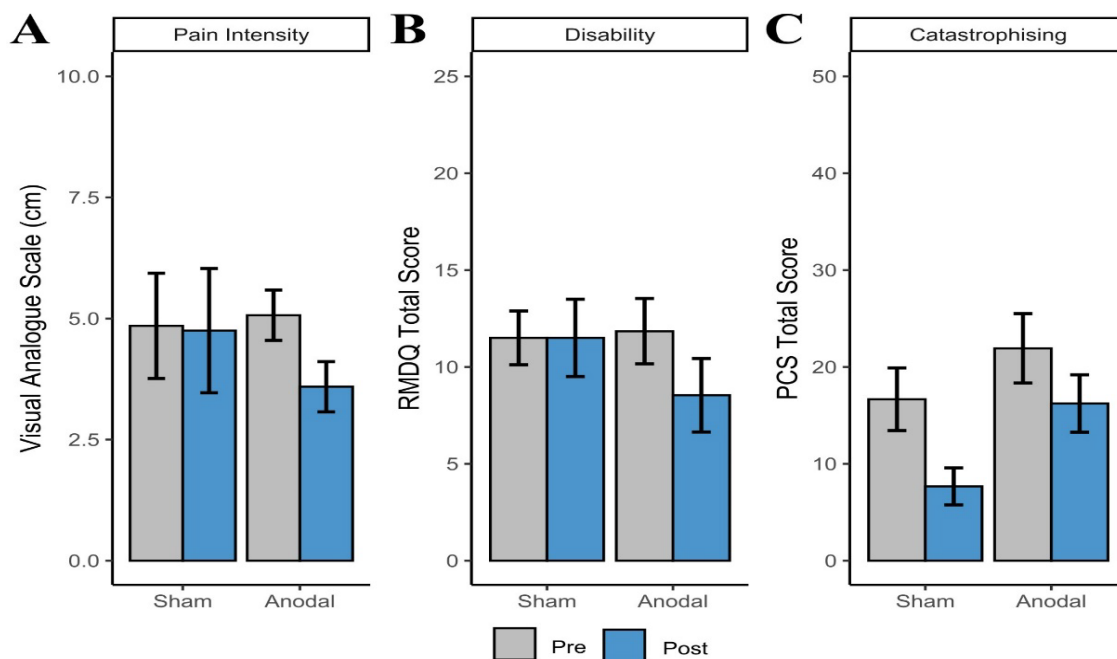 A
Pain Intensity
Visual Analogue Scale (cm)
10.0
7.5
5.0
2.5
0.0
Sham
Anodal
B
Disability
RMDQ Total Score
25
20
15
10
5
0
Sham
Anodal
C
Catastrophising
PCS Total Score
50
40
30
20
10
0
Sham
Anodal
Pre
Post